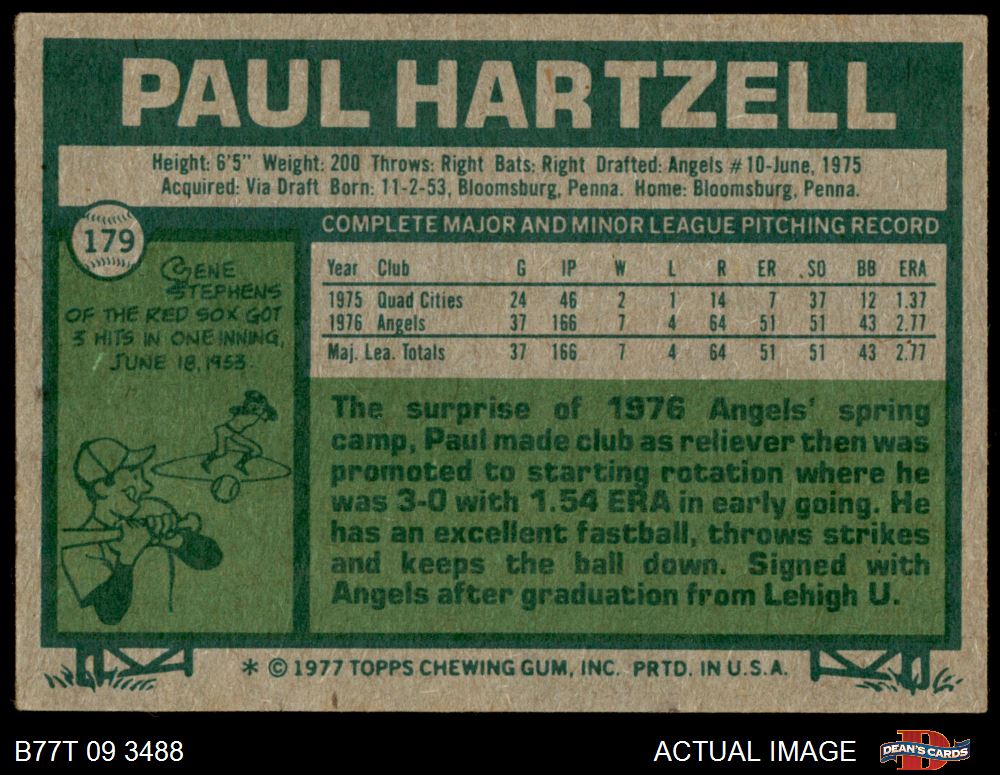 PAUL HARTZELL
Height: 6'5" Weight: 200 Throws: Right Bats: Right Drafted: Angels #10-June, 1975
Acquired: Via Draft Born: 11-2-53, Bloomsburg, Penna. Home: Bloomsburg, Penna.
179
GENE
STEPHENS
OF THE RED SOX GOT
3 HITS IN ONE INNING,
JUNE 18, 1953.
COMPLETE MAJOR AND MINOR LEAGUE PITCHING RECORD
Year Club G IP W L R ER SO BB ERA
1975 Quad Cities 24 46 2 1 14 7 37 12 1.37
1976 Angels 37 166 7 4 64 51 51 43 2.77
Maj. Lea. Totals 37 166 7 4 64 51 51 43 2.77
The surprise of 1976 Angels' spring
camp, Paul made club as reliever then was
promoted to starting rotation where he
was 3-0 with 1.54 ERA in early going. He
has an excellent fastball, throws strikes
and keeps the ball down. Signed with
Angels after graduation from Lehigh U.
* © 1977 TOPPS CHEWING GUM, INC. PRTD. IN U.S.A.
B77T 09 3488
ACTUAL IMAGE
D
DEAN'S CARDS